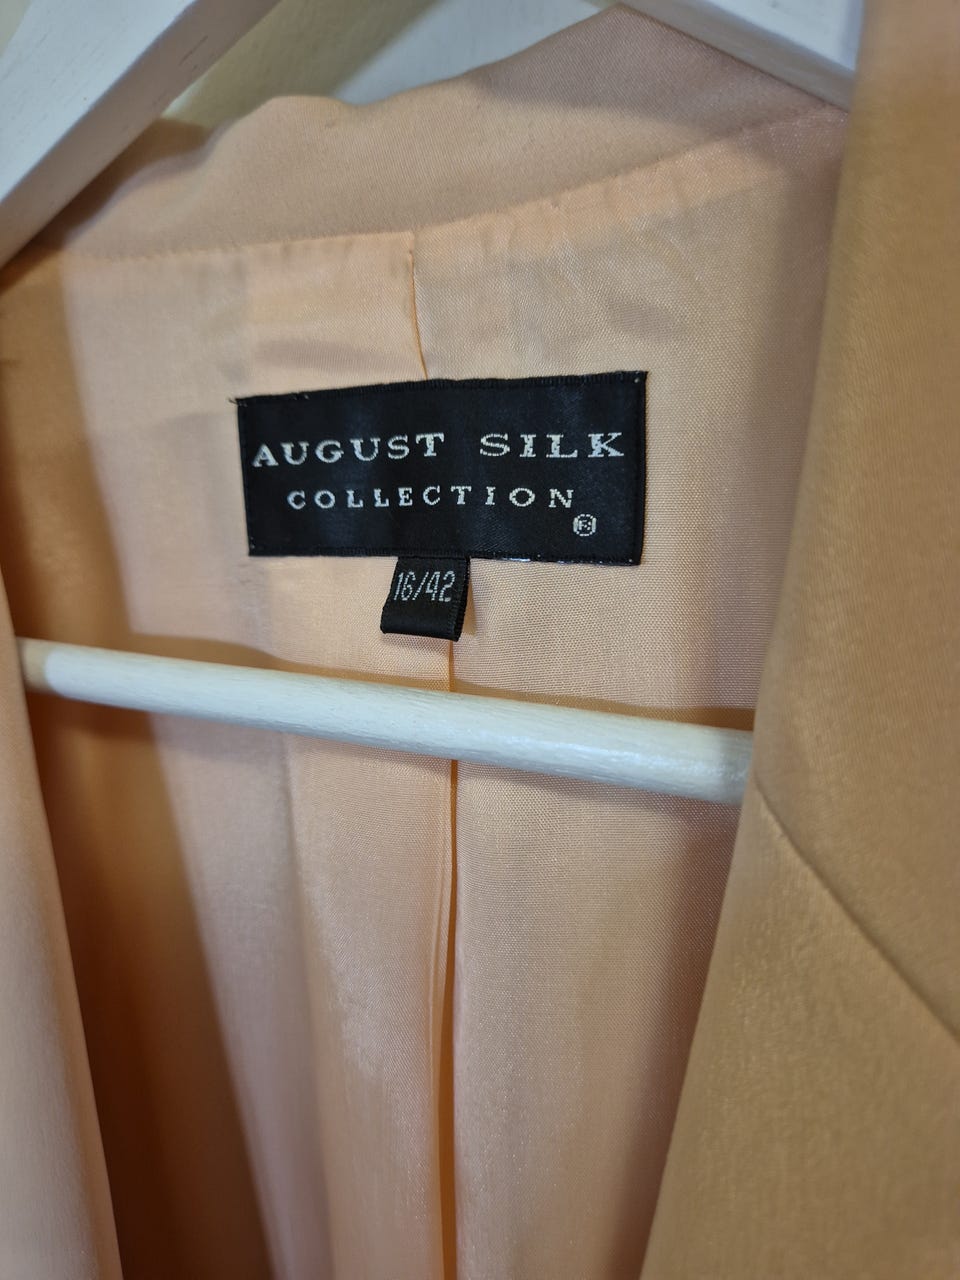 AUGUST SILK
COLLECTION
®
16/42